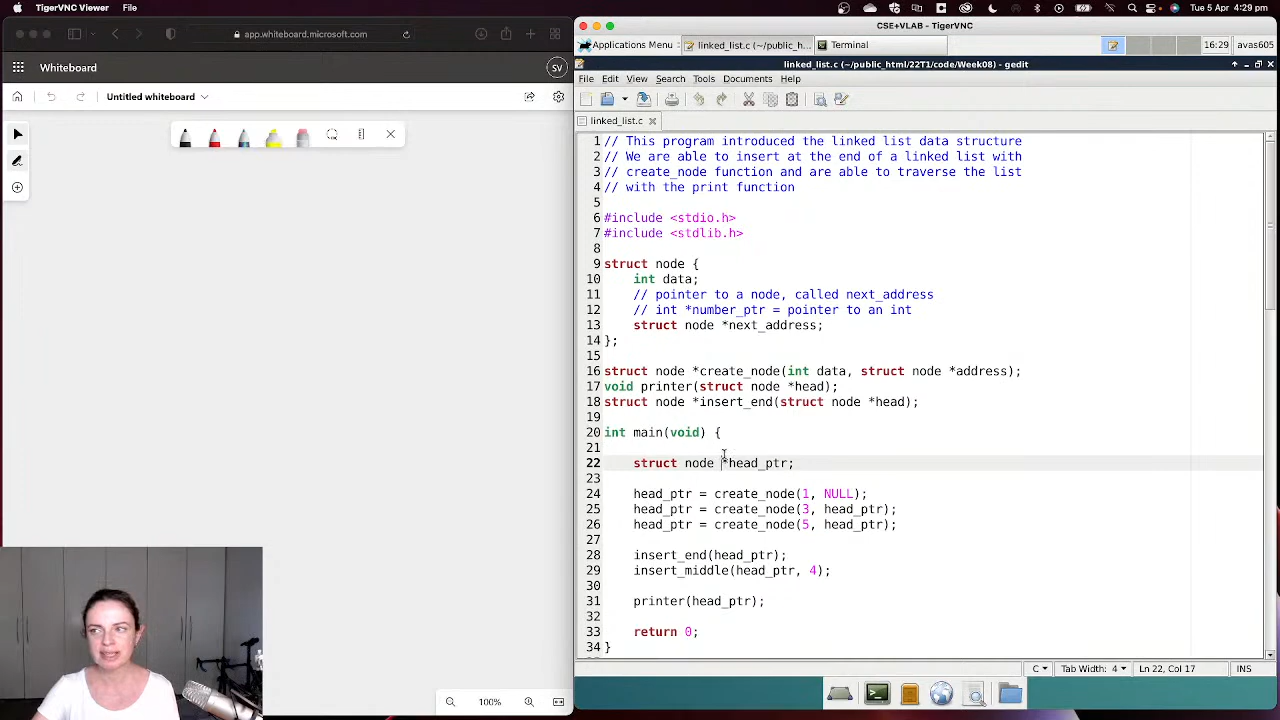 TigerVNC Viewer File
Tue 5 Apr 4:29 pm
app.whiteboard.microsoft.com
Whiteboard
SV
Untitled whiteboard
100%
CSE+VLAB - TigerVNC
Applications Menu
linked_list.c (~/public_h...
Terminal
16:29
avas605
linked_list.c (~/public_html/22T1/code/Week08) - gedit
File Edit View Search Tools Documents Help
linked_list.c
1 // This program introduced the linked list data structure
2 // We are able to insert at the end of a linked list with
3 // create_node function and are able to traverse the list
4 // with the print function
5
6 #include <stdio.h>
7 #include <stdlib.h>
8
9 struct node {
10 int data;
11 // pointer to a node, called next_address
12 // int *number_ptr = pointer to an int
13 struct node *next_address;
14 };
15
16 struct node *create_node(int data, struct node *address);
17 void printer(struct node *head);
18 struct node *insert_end(struct node *head);
19
20 int main(void) {
21
22 struct node *head_ptr;
23
24 head_ptr = create_node(1, NULL);
25 head_ptr = create_node(3, head_ptr);
26 head_ptr = create_node(5, head_ptr);
27
28 insert_end(head_ptr);
29 insert_middle(head_ptr, 4);
30
31 printer(head_ptr);
32
33 return 0;
34 }
C Tab Width: 4 Ln 22, Col 17 INS